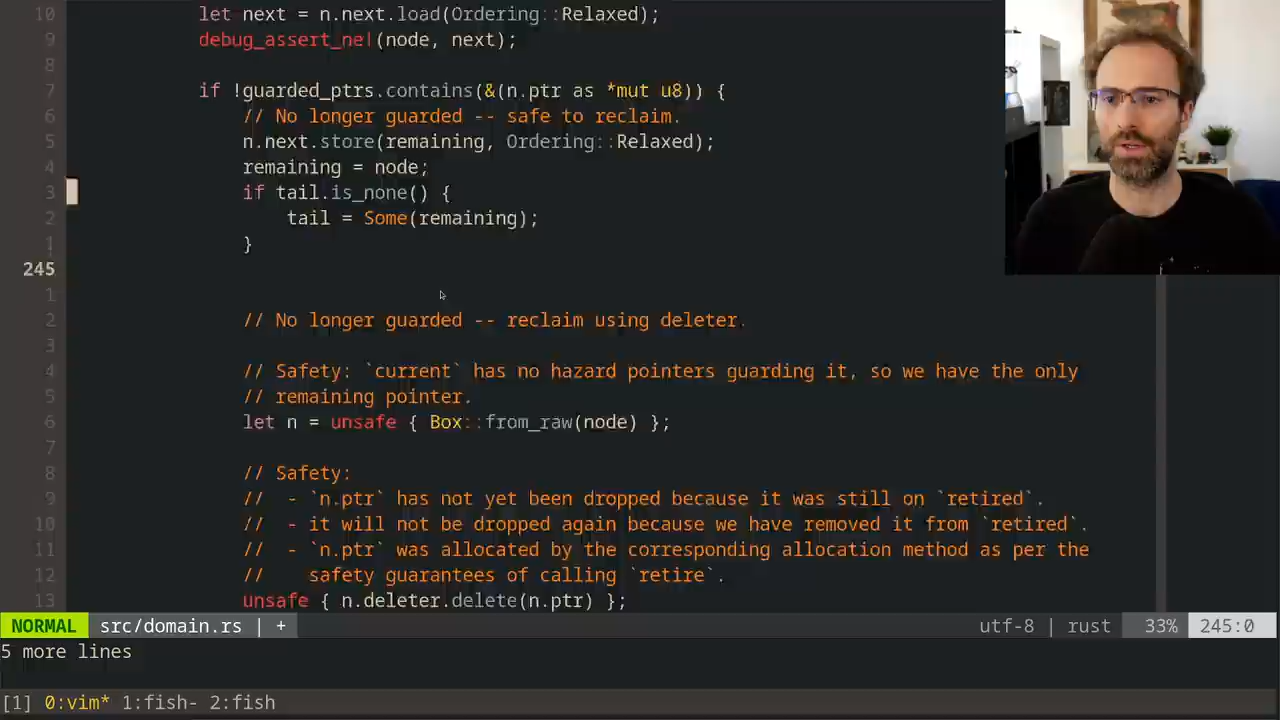 10 let next = n.next.load(Ordering::Relaxed);
9 debug_assert_ne!(node, next);
8
7 if !guarded_ptrs.contains(&(n.ptr as *mut u8)) {
6 // No longer guarded -- safe to reclaim.
5 n.next.store(remaining, Ordering::Relaxed);
4 remaining = node;
3 if tail.is_none() {
2 tail = Some(remaining);
1 }
245
1
2 // No longer guarded -- reclaim using deleter.
3
4 // Safety: `current` has no hazard pointers guarding it, so we have the only
5 // remaining pointer.
6 let n = unsafe { Box::from_raw(node) };
7
8 // Safety:
9 //  - `n.ptr` has not yet been dropped because it was still on `retired`.
10 //  - it will not be dropped again because we have removed it from `retired`.
11 //  - `n.ptr` was allocated by the corresponding allocation method as per the
12 //    safety guarantees of calling `retire`.
13 unsafe { n.deleter.delete(n.ptr) };
NORMAL src/domain.rs | + utf-8 | rust 33% 245:0
5 more lines
[1] 0:vim* 1:fish- 2:fish